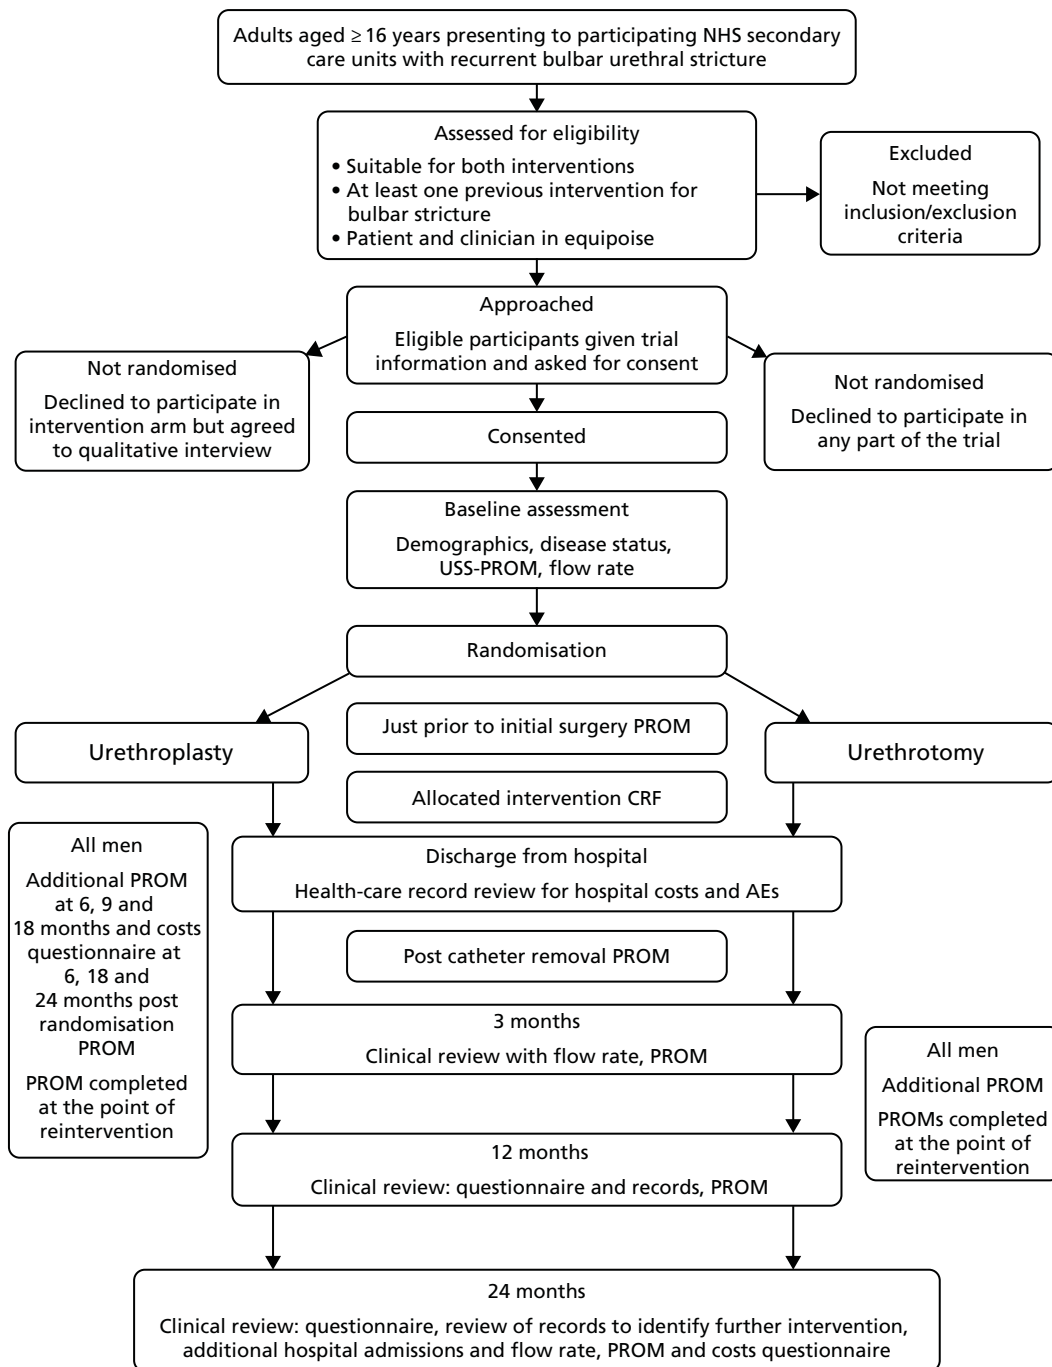 Adults aged ≥ 16 years presenting to participating NHS secondary
care units with recurrent bulbar urethral stricture
Assessed for eligibility
• Suitable for both interventions
• At least one previous intervention for
bulbar stricture
• Patient and clinician in equipoise
Excluded
Not meeting
inclusion/exclusion
criteria
Approached
Eligible participants given trial
information and asked for consent
Not randomised
Declined to participate in
intervention arm but agreed
to qualitative interview
Not randomised
Declined to participate in
any part of the trial
Consented
Baseline assessment
Demographics, disease status,
USS-PROM, flow rate
Randomisation
Urethroplasty
Just prior to initial surgery PROM
Urethrotomy
Allocated intervention CRF
All men
Additional PROM
at 6, 9 and
18 months and costs
questionnaire at
6, 18 and
24 months post
randomisation
PROM
PROM completed
at the point of
reintervention
Discharge from hospital
Health-care record review for hospital costs and AEs
Post catheter removal PROM
3 months
Clinical review with flow rate, PROM
All men
Additional PROM
PROMs completed
at the point of
reintervention
12 months
Clinical review: questionnaire and records, PROM
24 months
Clinical review: questionnaire, review of records to identify further intervention,
additional hospital admissions and flow rate, PROM and costs questionnaire